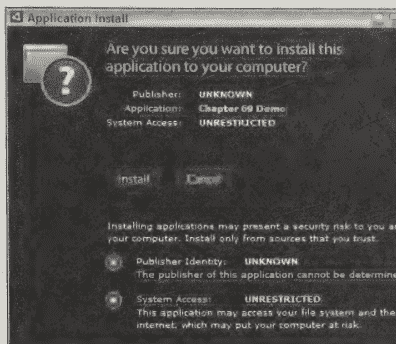 Application Install
Are you sure you want to install this
application to your computer?
Publisher: UNKNOWN
Application: Chapter 69 Demo
System Access: UNRESTRICTED
Install Cancel
Installing applications may present a security risk to you an
your computer. Install only from sources that you trust.
Publisher Identity: UNKNOWN
The publisher of this application cannot be determine
System Access: UNRESTRICTED
This application may access your file system and the
internet, which may put your computer at risk.